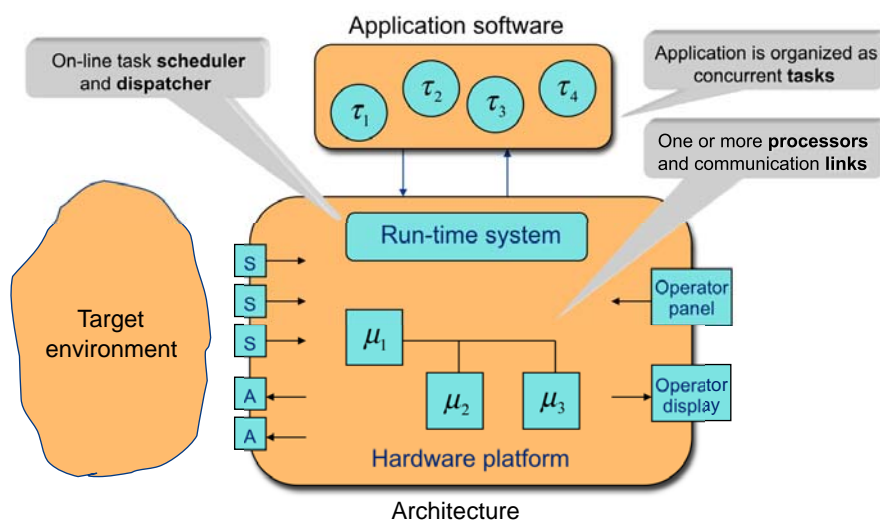 Application software
On-line task scheduler
and dispatcher
τ1
τ2
τ3
τ4
Application is organized as
concurrent tasks
One or more processors
and communication links
Run-time system
S
S
S
A
A
Target
environment
μ1
μ2
μ3
Operator
panel
Operator
display
Hardware platform
Architecture